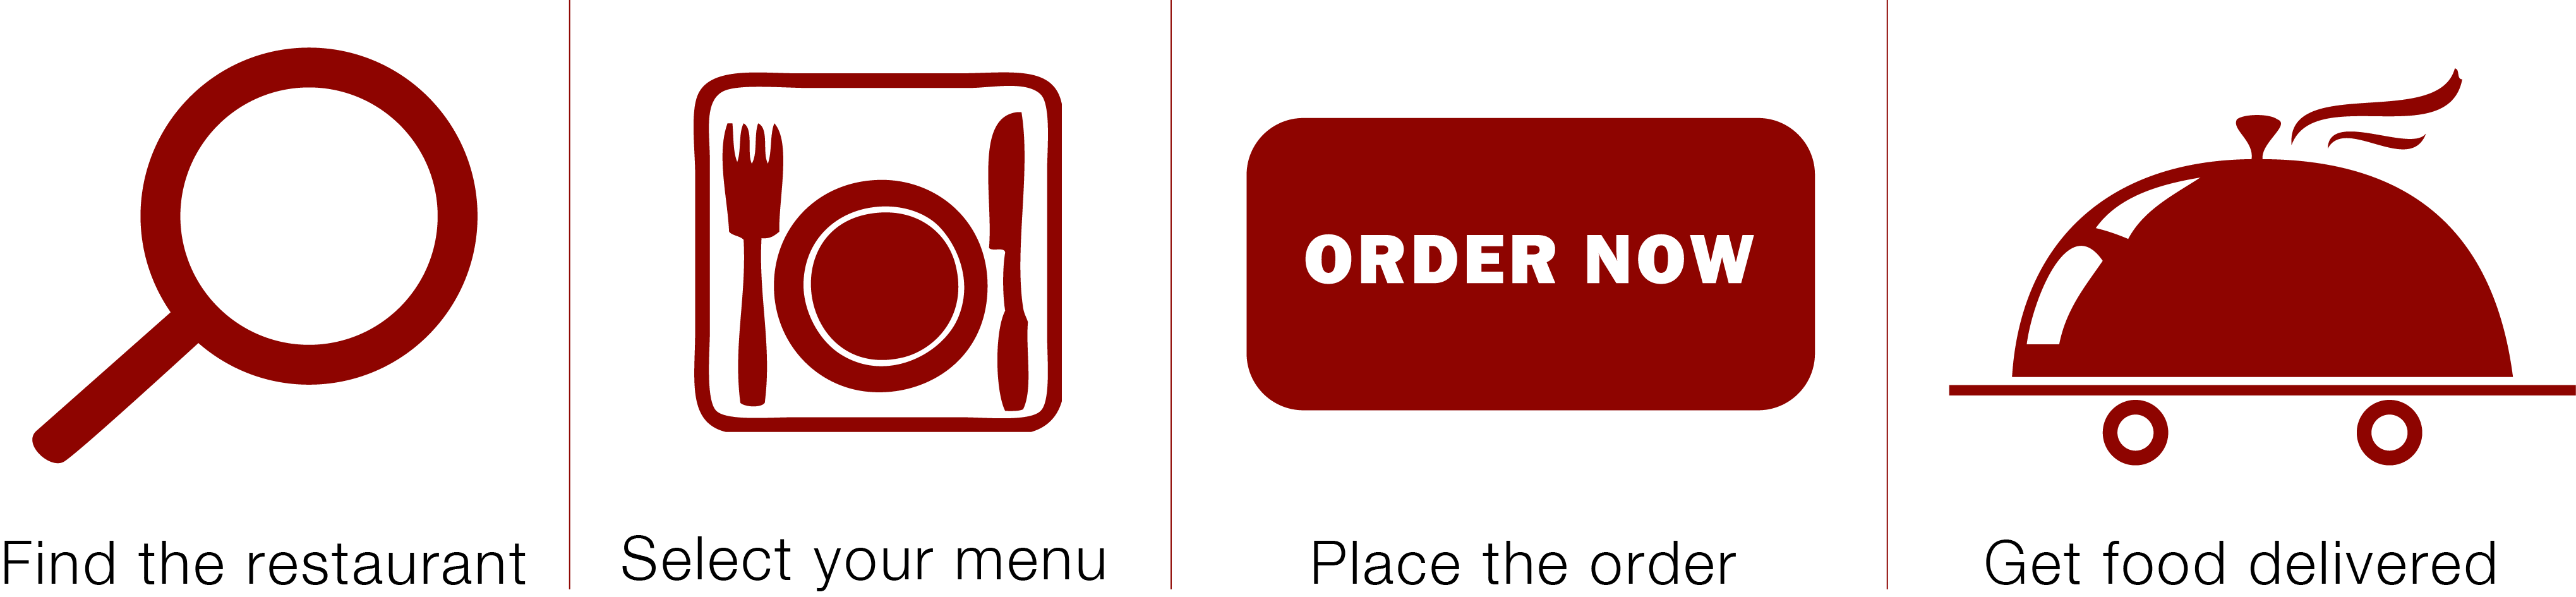 ORDER NOW
Find the restaurant
Select your menu
Place the order
Get food delivered